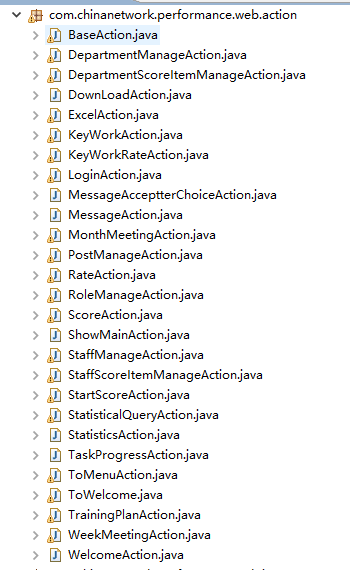 com.chinanetwork.performance.web.action
BaseAction.java
DepartmentManageAction.java
DepartmentScoreItemManageAction.java
DownLoadAction.java
ExcelAction.java
KeyWorkAction.java
KeyWorkRateAction.java
LoginAction.java
MessageAcceptterChoiceAction.java
MessageAction.java
MonthMeetingAction.java
PostManageAction.java
RateAction.java
RoleManageAction.java
ScoreAction.java
ShowMainAction.java
StaffManageAction.java
StaffScoreItemManageAction.java
StartScoreAction.java
StatisticalQueryAction.java
StatisticsAction.java
TaskProgressAction.java
ToMenuAction.java
ToWelcome.java
TrainingPlanAction.java
WeekMeetingAction.java
WelcomeAction.java